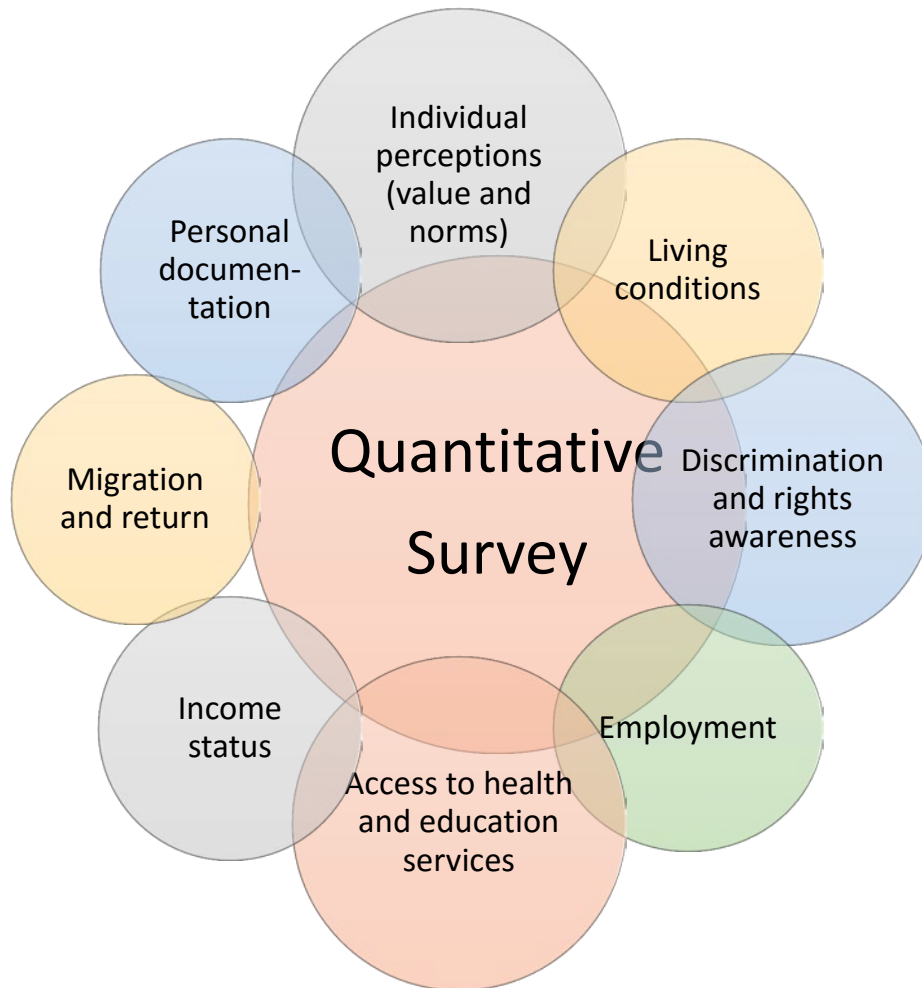 Individual
perceptions
(value and
norms)
Living
conditions
Discrimination
and rights
awareness
Employment
Access to health
and education
services
Income
status
Migration
and return
Personal
documen-
tation
Quantitative
Survey